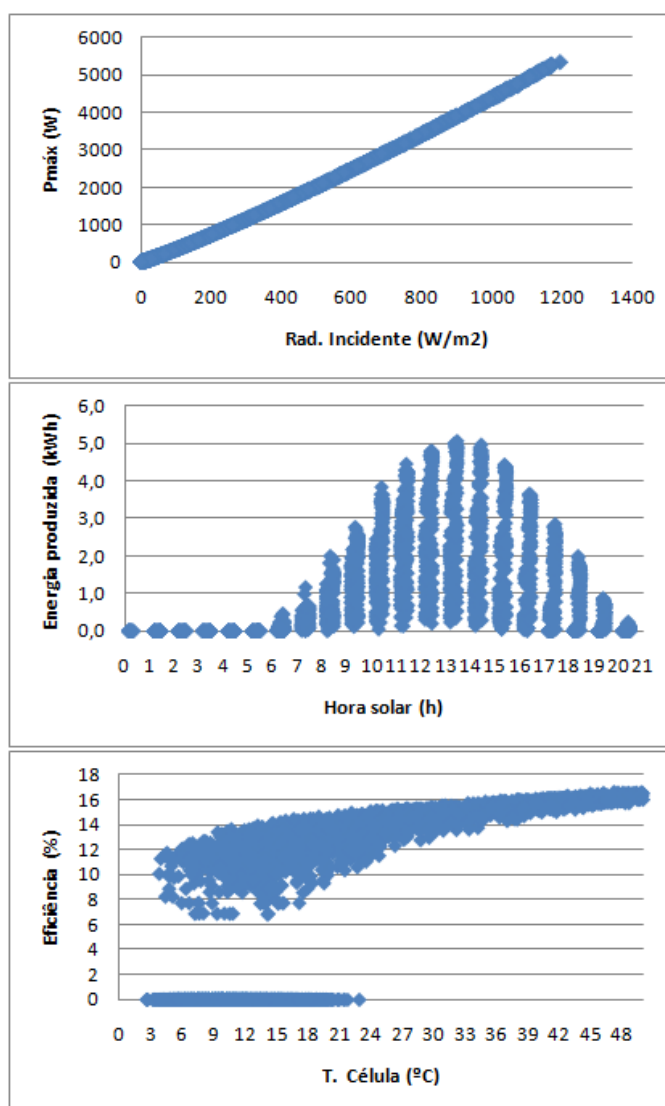 6000
5000
4000
3000
2000
1000
0
Pmáx (W)
0 200 400 600 800 1000 1200 1400
Rad. Incidente (W/m2)
6,0
5,0
4,0
3,0
2,0
1,0
0,0
Energia produzida (kWh)
0 1 2 3 4 5 6 7 8 9 10 11 12 13 14 15 16 17 18 19 20 21
Hora solar (h)
18
16
14
12
10
8
6
4
2
0
Eficiência (%)
0 3 6 9 12 15 18 21 24 27 30 33 36 39 42 45 48
T. Célula (ºC)